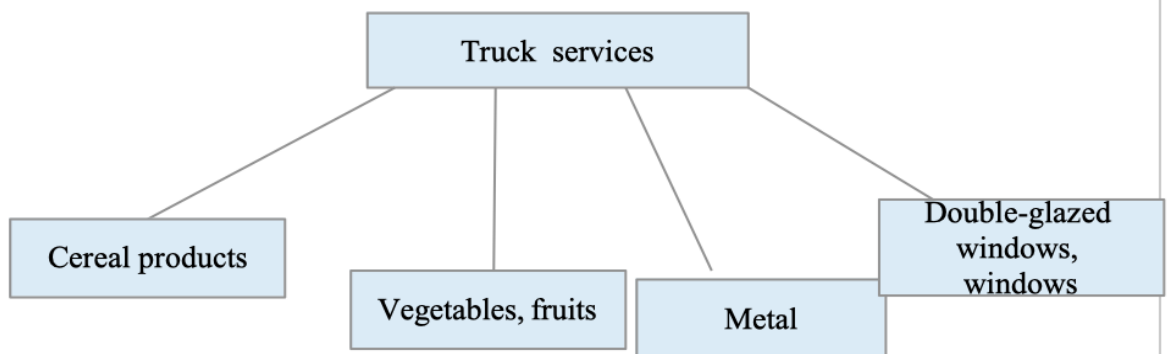 Truck services
Cereal products
Vegetables, fruits
Metal
Double-glazed
windows,
windows